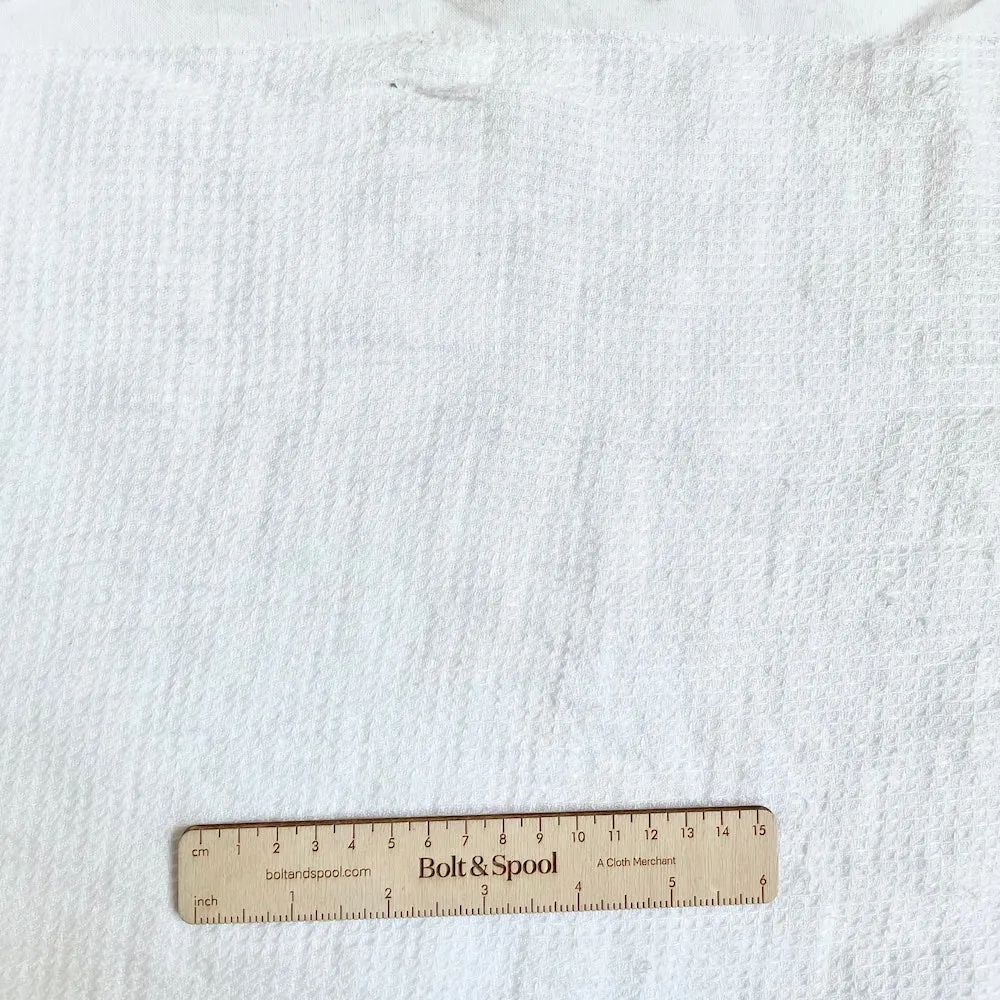 cm 1 2 3 4 5 6 7 8 9 10 11 12 13 14 15
boltandspool.com Bolt & Spool A Cloth Merchant
inch 1 2 3 4 5 6